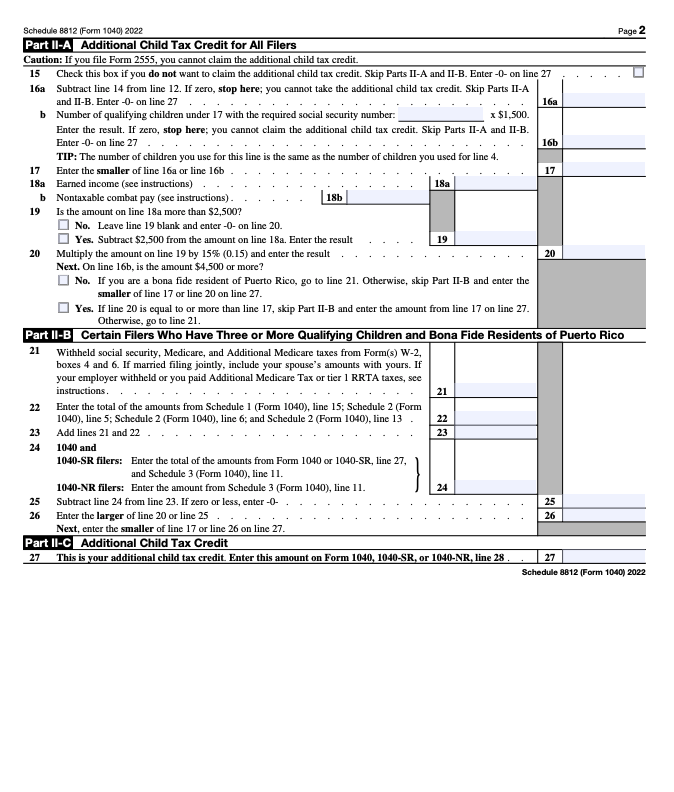 Schedule 8812 (Form 1040) 2022 Page 2
Part II-A Additional Child Tax Credit for All Filers
Caution: If you file Form 2555, you cannot claim the additional child tax credit.
15 Check this box if you do not want to claim the additional child tax credit. Skip Parts II-A and II-B. Enter -0- on line 27 . . . . .
16a Subtract line 14 from line 12. If zero, stop here; you cannot take the additional child tax credit. Skip Parts II-A
and II-B. Enter -0- on line 27 . . . . . . . . . . . . . . . . . . . . . . . 16a
b Number of qualifying children under 17 with the required social security number: x $1,500.
Enter the result. If zero, stop here; you cannot claim the additional child tax credit. Skip Parts II-A and II-B.
Enter -0- on line 27 . . . . . . . . . . . . . . . . . . . . . . . . . . 16b
TIP: The number of children you use for this line is the same as the number of children you used for line 4.
17 Enter the smaller of line 16a or line 16b . . . . . . . . . . . . . . . . . . . . 17
18a Earned income (see instructions) . . . . . . . . . . . . . . 18a
b Nontaxable combat pay (see instructions) . . . . . . 18b
19 Is the amount on line 18a more than $2,500?
No. Leave line 19 blank and enter -0- on line 20.
Yes. Subtract $2,500 from the amount on line 18a. Enter the result . . . . 19
20 Multiply the amount on line 19 by 15% (0.15) and enter the result . . . . . . . . . . . . . 20
Next. On line 16b, is the amount $4,500 or more?
No. If you are a bona fide resident of Puerto Rico, go to line 21. Otherwise, skip Part II-B and enter the
smaller of line 17 or line 20 on line 27.
Yes. If line 20 is equal to or more than line 17, skip Part II-B and enter the amount from line 17 on line 27.
Otherwise, go to line 21.
Part II-B Certain Filers Who Have Three or More Qualifying Children and Bona Fide Residents of Puerto Rico
21 Withheld social security, Medicare, and Additional Medicare taxes from Form(s) W-2,
boxes 4 and 6. If married filing jointly, include your spouse's amounts with yours. If
your employer withheld or you paid Additional Medicare Tax or tier 1 RRTA taxes, see
instructions . . . . . . . . . . . . . . . . . . . . 21
22 Enter the total of the amounts from Schedule 1 (Form 1040), line 15; Schedule 2 (Form
1040), line 5; Schedule 2 (Form 1040), line 6; and Schedule 2 (Form 1040), line 13 . 22
23 Add lines 21 and 22 . . . . . . . . . . . . . . . . . 23
24 1040 and
1040-SR filers: Enter the total of the amounts from Form 1040 or 1040-SR, line 27,
and Schedule 3 (Form 1040), line 11.
1040-NR filers: Enter the amount from Schedule 3 (Form 1040), line 11. } 24
25 Subtract line 24 from line 23. If zero or less, enter -0- . . . . . . . . . . . . . . . . . 25
26 Enter the larger of line 20 or line 25 . . . . . . . . . . . . . . . . . . . . . 26
Next, enter the smaller of line 17 or line 26 on line 27.
Part II-C Additional Child Tax Credit
27 This is your additional child tax credit. Enter this amount on Form 1040, 1040-SR, or 1040-NR, line 28 . . 27
Schedule 8812 (Form 1040) 2022